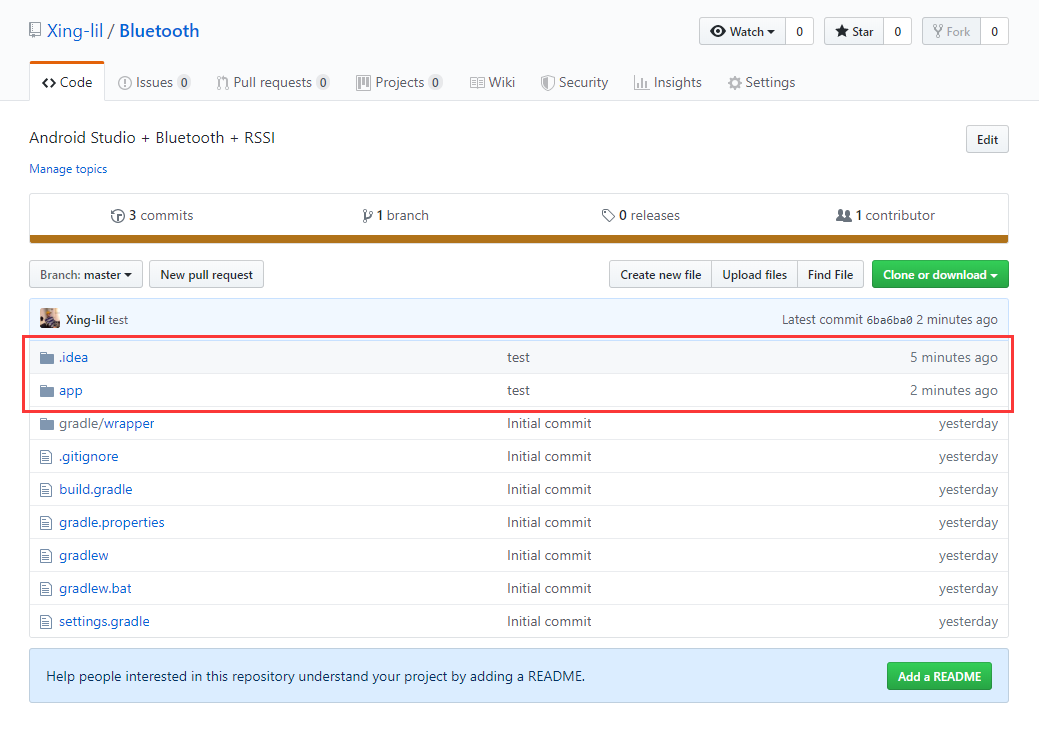 Xing-lil / Bluetooth
Watch 0 Star 0 Fork 0
Code Issues 0 Pull requests 0 Projects 0 Wiki Security Insights Settings
Android Studio + Bluetooth + RSSI
Edit
Manage topics
3 commits 1 branch 0 releases 1 contributor
Branch: master New pull request Create new file Upload files Find File Clone or download
Xing-lil test Latest commit 6ba6ba0 2 minutes ago
.idea test 5 minutes ago
app test 2 minutes ago
gradle/wrapper Initial commit yesterday
.gitignore Initial commit yesterday
build.gradle Initial commit yesterday
gradle.properties Initial commit yesterday
gradlew Initial commit yesterday
gradlew.bat Initial commit yesterday
settings.gradle Initial commit yesterday
Help people interested in this repository understand your project by adding a README. Add a README